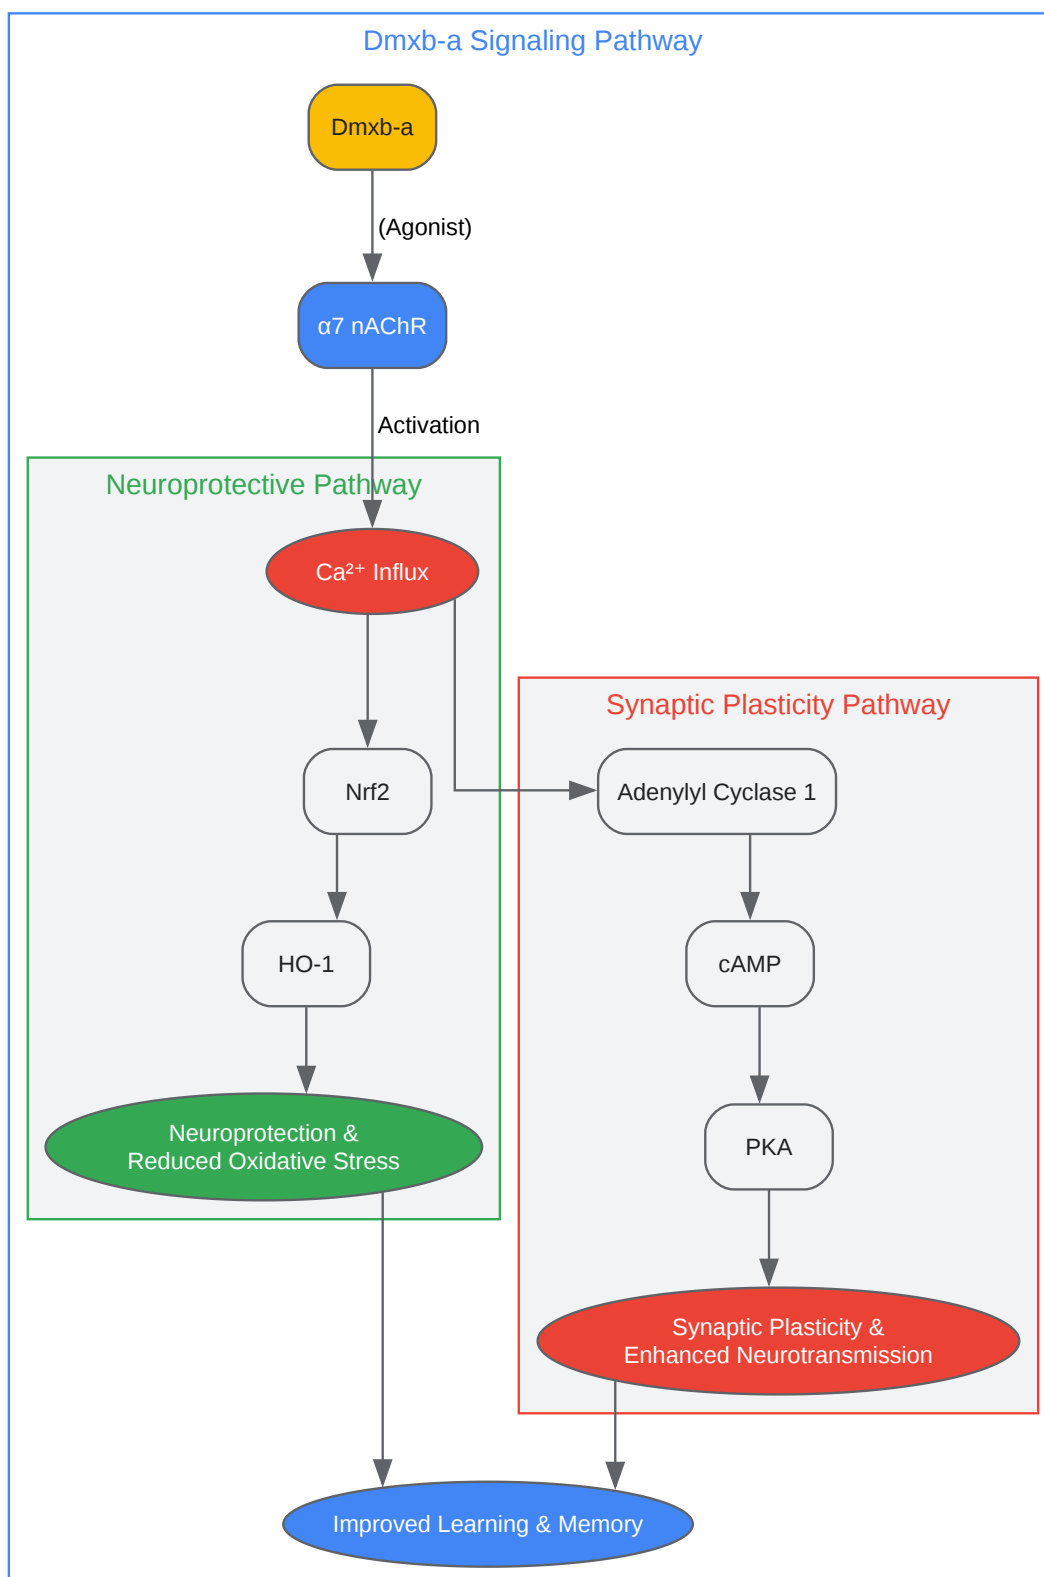 Dmxb-a Signaling Pathway
Dmxb-a
(Agonist)
α7 nAChR
Activation
Neuroprotective Pathway
Ca²⁺ Influx
Synaptic Plasticity Pathway
Nrf2
Adenylyl Cyclase 1
HO-1
cAMP
Neuroprotection &
Reduced Oxidative Stress
PKA
Synaptic Plasticity &
Enhanced Neurotransmission
Improved Learning & Memory